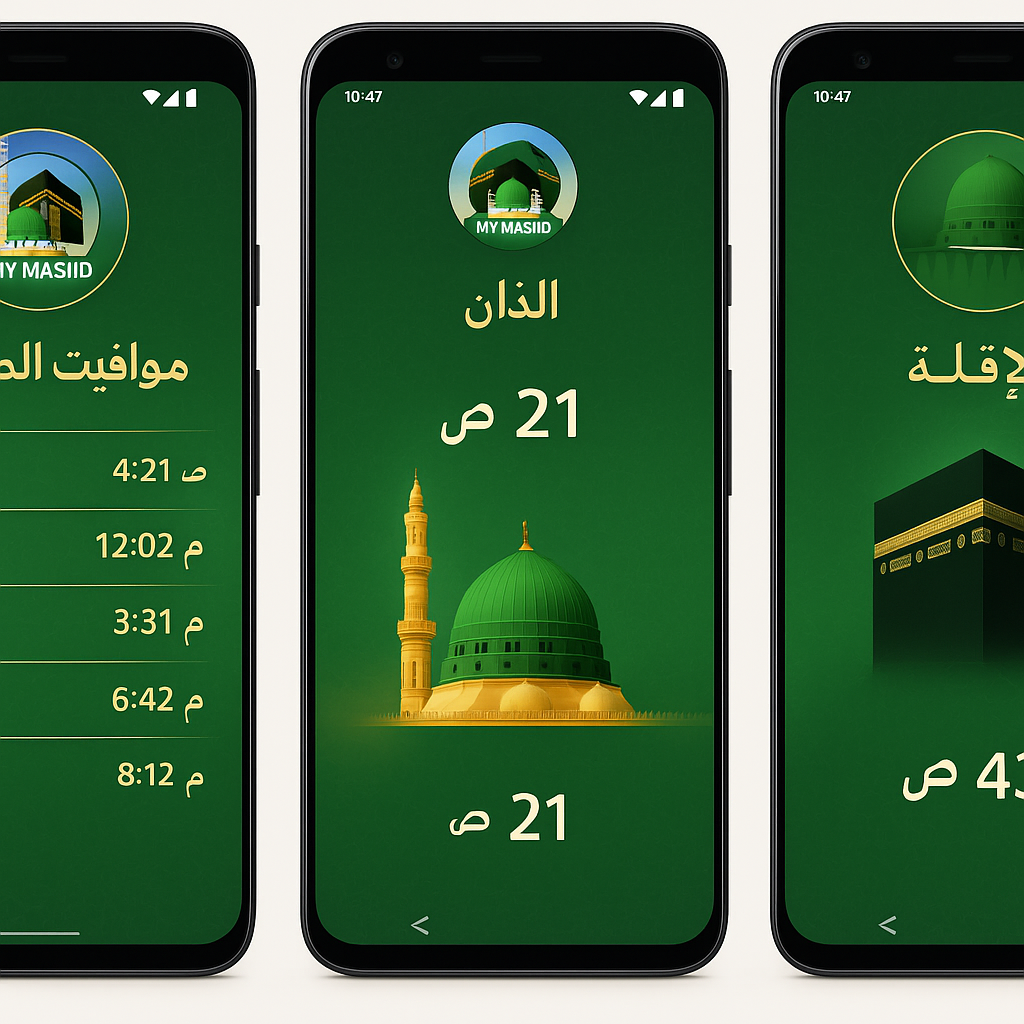 MY MASIID
موافيت الص
4:21 ص
12:02 م
3:31 م
6:42 م
8:12 م
10:47
MY MASIID
الذان
21 ص
21 ص
10:47
لإقلة
43 ص